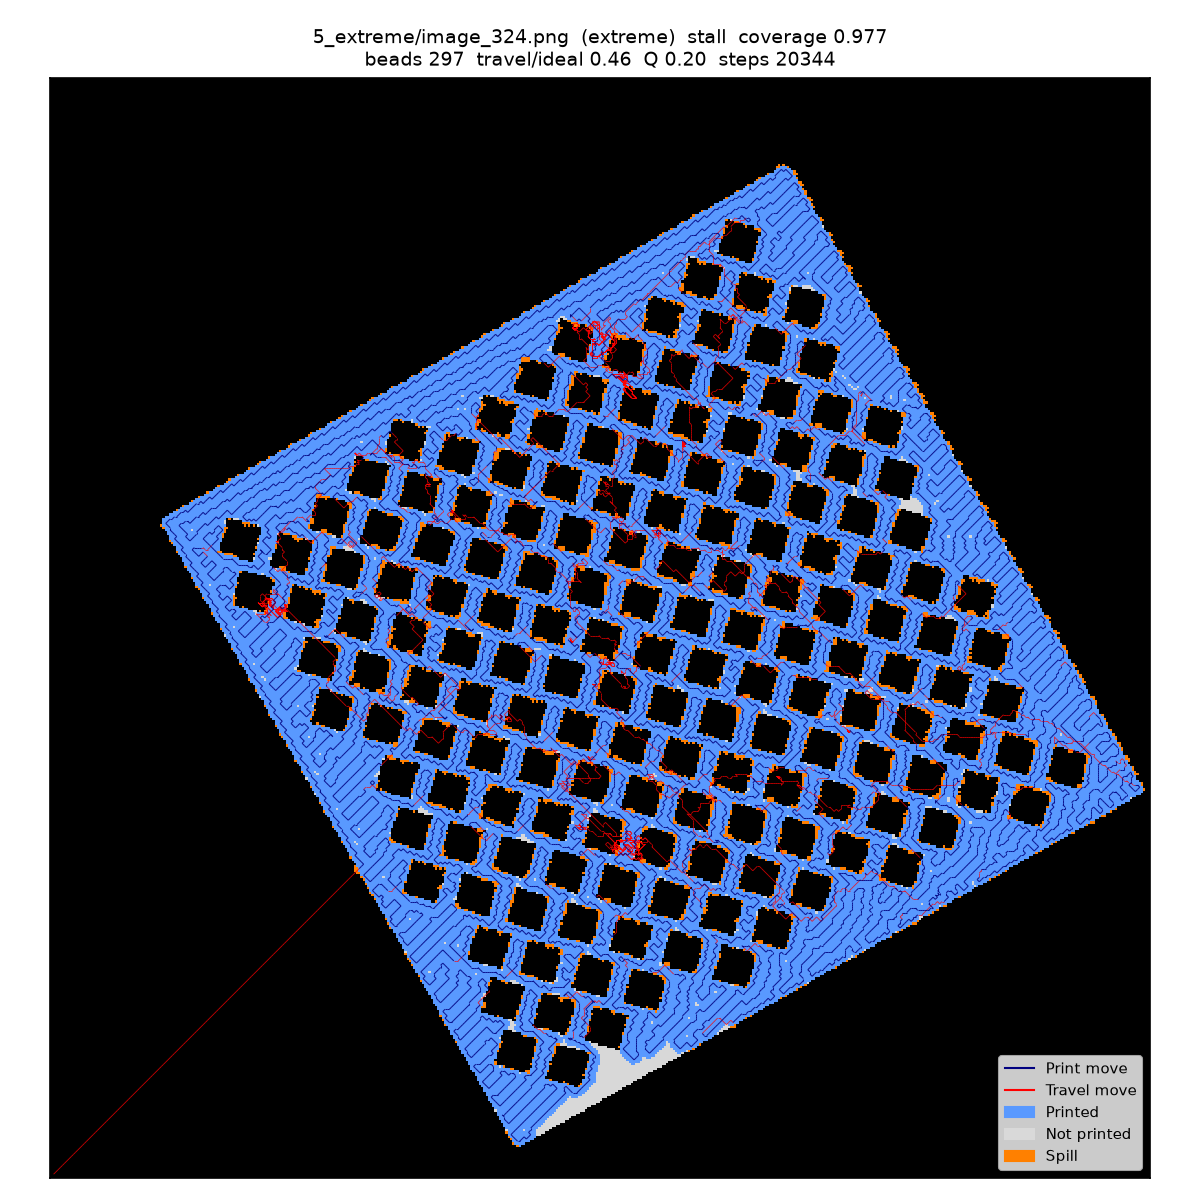 5_extreme/image_324.png  (extreme)  stall  coverage 0.977
beads 297  travel/ideal 0.46  Q 0.20  steps 20344
Print move
Travel move
Printed
Not printed
Spill